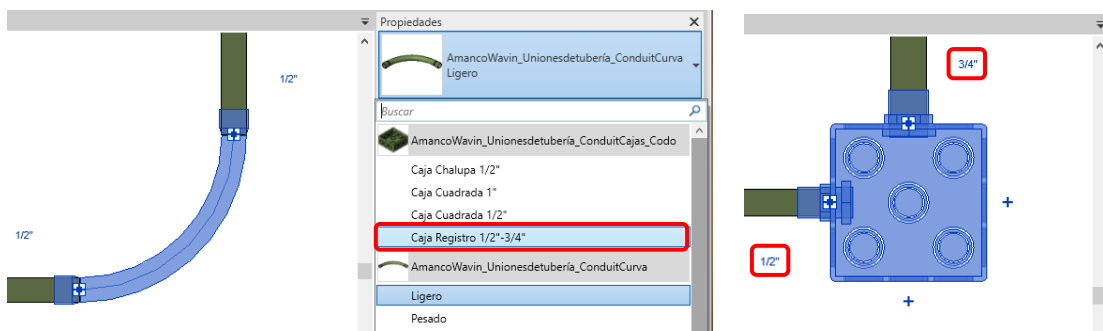 1/2"
1/2"
Propiedades
AmancoWavin_Unionesdetubería_ConduitCurva
Ligero
Buscar
AmancoWavin_Unionesdetubería_ConduitCajas_Codo
Caja Chalupa 1/2"
Caja Cuadrada 1"
Caja Cuadrada 1/2"
Caja Registro 1/2"-3/4"
AmancoWavin_Unionesdetubería_ConduitCurva
Ligero
Pesado
3/4"
1/2"